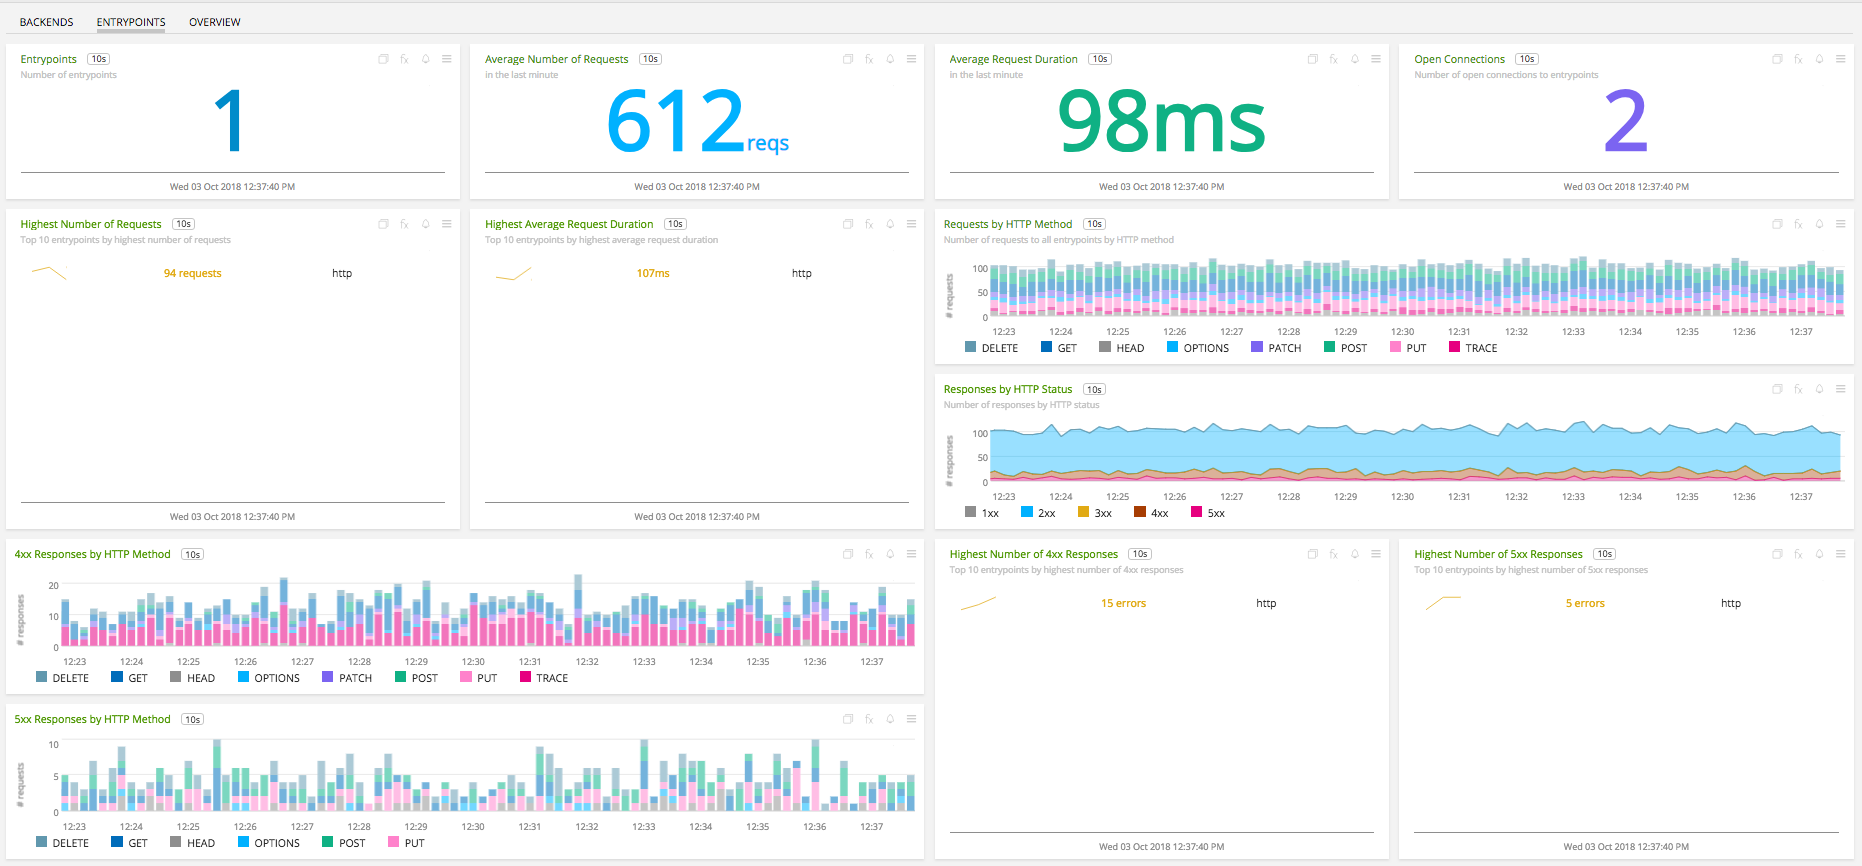 BACKENDS ENTRYPOINTS OVERVIEW
Entrypoints 10s fx
Number of entrypoints
1
Wed 03 Oct 2018 12:37:40 PM
Average Number of Requests 10s fx
in the last minute
612reqs
Wed 03 Oct 2018 12:37:40 PM
Average Request Duration 10s fx
in the last minute
98ms
Wed 03 Oct 2018 12:37:40 PM
Open Connections 10s fx
Number of open connections to entrypoints
2
Wed 03 Oct 2018 12:37:40 PM
Highest Number of Requests 10s fx
Top 10 entrypoints by highest number of requests
94 requests http
Wed 03 Oct 2018 12:37:40 PM
Highest Average Request Duration 10s fx
Top 10 entrypoints by highest average request duration
107ms http
Wed 03 Oct 2018 12:37:40 PM
Requests by HTTP Method 10s fx
Number of requests to all entrypoints by HTTP method
# requests
100
50
0
12:23 12:24 12:25 12:26 12:27 12:28 12:29 12:30 12:31 12:32 12:33 12:34 12:35 12:36 12:37
DELETE GET HEAD OPTIONS PATCH POST PUT TRACE
Responses by HTTP Status 10s fx
Number of responses by HTTP status
# responses
100
50
0
12:23 12:24 12:25 12:26 12:27 12:28 12:29 12:30 12:31 12:32 12:33 12:34 12:35 12:36 12:37
1xx 2xx 3xx 4xx 5xx
4xx Responses by HTTP Method 10s fx
# responses
20
10
0
12:23 12:24 12:25 12:26 12:27 12:28 12:29 12:30 12:31 12:32 12:33 12:34 12:35 12:36 12:37
DELETE GET HEAD OPTIONS PATCH POST PUT TRACE
5xx Responses by HTTP Method 10s fx
# requests
10
5
0
12:23 12:24 12:25 12:26 12:27 12:28 12:29 12:30 12:31 12:32 12:33 12:34 12:35 12:36 12:37
DELETE GET HEAD OPTIONS POST PUT
Highest Number of 4xx Responses 10s fx
Top 10 entrypoints by highest number of 4xx responses
15 errors http
Wed 03 Oct 2018 12:37:40 PM
Highest Number of 5xx Responses 10s fx
Top 10 entrypoints by highest number of 5xx responses
5 errors http
Wed 03 Oct 2018 12:37:40 PM